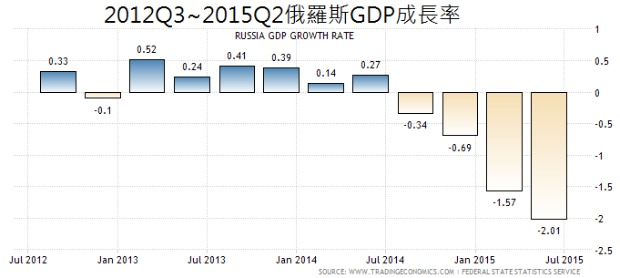 2012Q3~2015Q2俄羅斯GDP成長率
RUSSIA GDP GROWTH RATE
0.33
-0.1
0.52
0.24
0.41
0.39
0.14
0.27
-0.34
-0.69
-1.57
-2.01
1
0.5
0
-0.5
-1
-1.5
-2
-2.5
Jul 2012
Jan 2013
Jul 2013
Jan 2014
Jul 2014
Jan 2015
Jul 2015
SOURCE: WWW.TRADINGECONOMICS.COM | FEDERAL STATE STATISTICS SERVICE